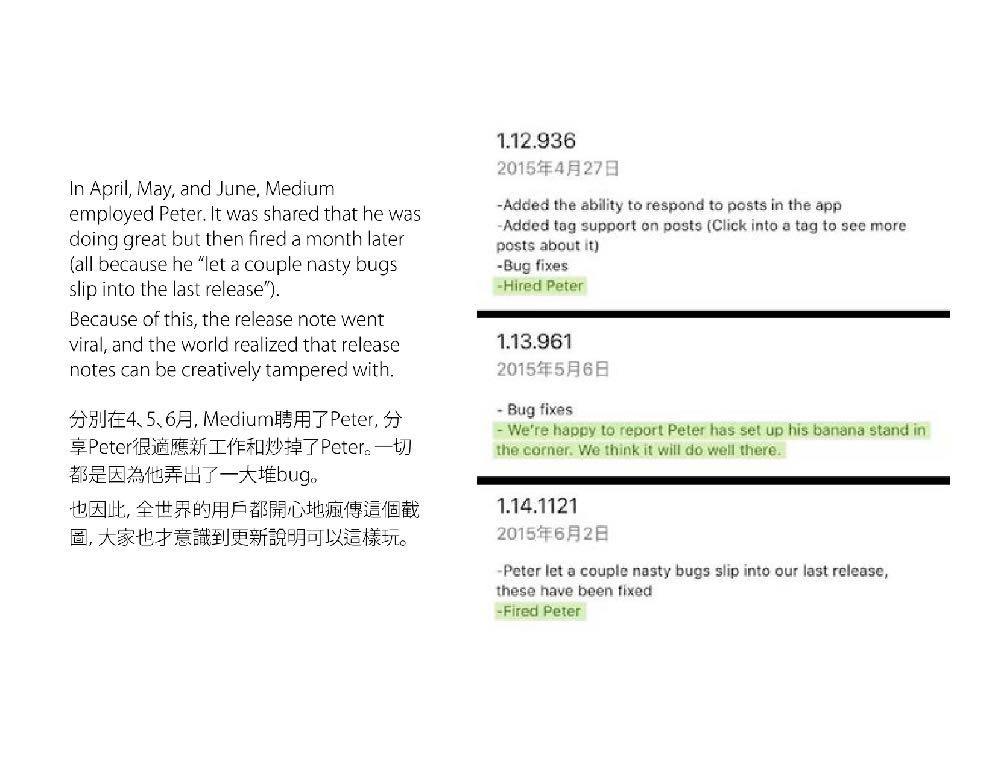 In April, May, and June, Medium
employed Peter. It was shared that he was
doing great but then fired a month later
(all because he “let a couple nasty bugs
slip into the last release”).
Because of this, the release note went
viral, and the world realized that release
notes can be creatively tampered with.
分別在4、5、6月, Medium聘用了Peter, 分
享Peter很適應新工作和炒掉了Peter。一切
都是因為他弄出了一大堆bug。
也因此, 全世界的用戶都開心地瘋傳這個截
圖, 大家也才意識到更新說明可以這樣玩。
1.12.936
2015年4月27日
-Added the ability to respond to posts in the app
-Added tag support on posts (Click into a tag to see more
posts about it)
-Bug fixes
-Hired Peter
1.13.961
2015年5月6日
- Bug fixes
- We're happy to report Peter has set up his banana stand in
the corner. We think it will do well there.
1.14.1121
2015年6月2日
-Peter let a couple nasty bugs slip into our last release,
these have been fixed
-Fired Peter